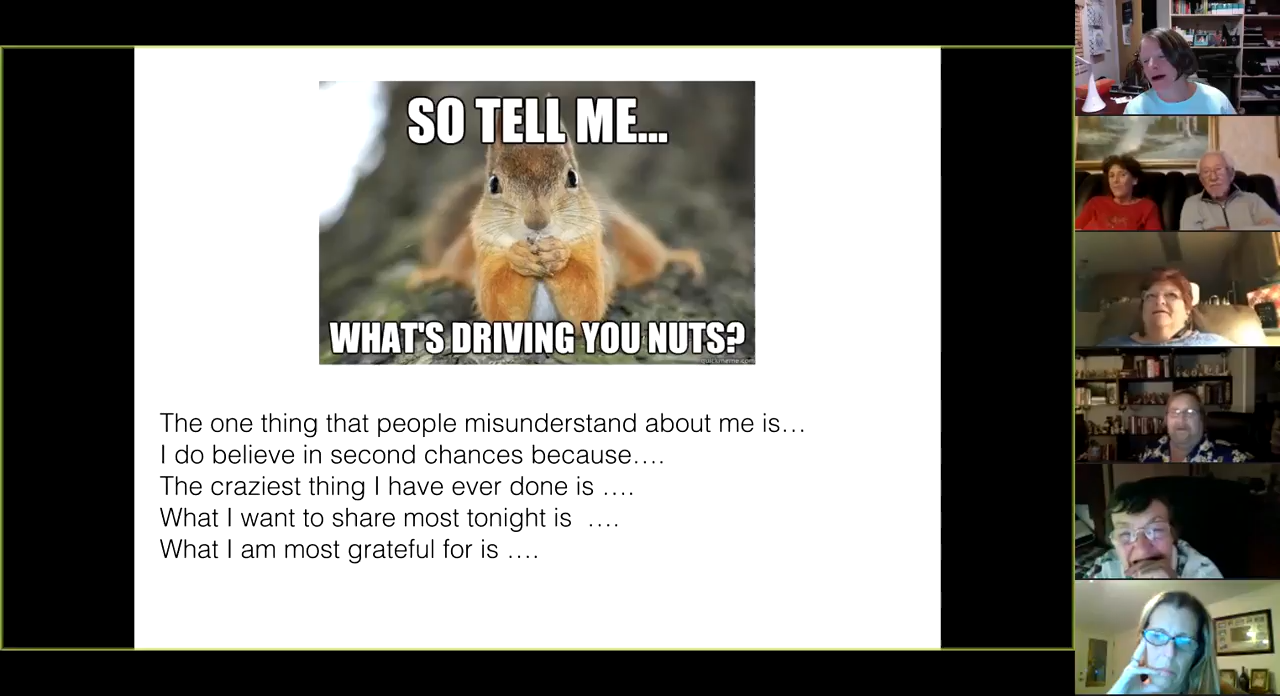 SO TELL ME...
WHAT'S DRIVING YOU NUTS?
quickmeme.com
The one thing that people misunderstand about me is…
I do believe in second chances because….
The craziest thing I have ever done is ….
What I want to share most tonight is ….
What I am most grateful for is ….